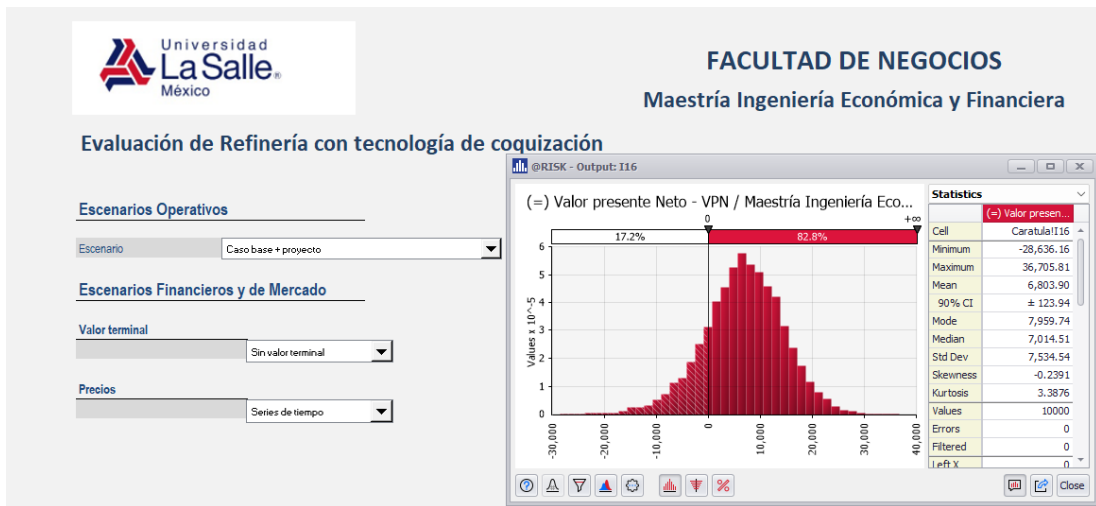 Universidad
La Salle®
México
FACULTAD DE NEGOCIOS
Maestría Ingeniería Económica y Financiera
Evaluación de Refinería con tecnología de coquización
Escenarios Operativos
Escenario
Caso base + proyecto
Escenarios Financieros y de Mercado
Valor terminal
Sin valor terminal
Precios
Series de tiempo
@RISK - Output: I16
(=) Valor presente Neto - VPN / Maestría Ingeniería Eco...
0 +∞
17.2% 82.8%
Values x 10^-5
6
5
4
3
2
1
0
-30,000 -20,000 -10,000 0 10,000 20,000 30,000 40,000
Statistics
(=) Valor presen...
Cell Caratula!I16
Minimum -28,636.16
Maximum 36,705.81
Mean 6,803.90
90% CI ± 123.94
Mode 7,959.74
Median 7,014.51
Std Dev 7,534.54
Skewness -0.2391
Kurtosis 3.3876
Values 10000
Errors 0
Filtered 0
Left X 0
Close